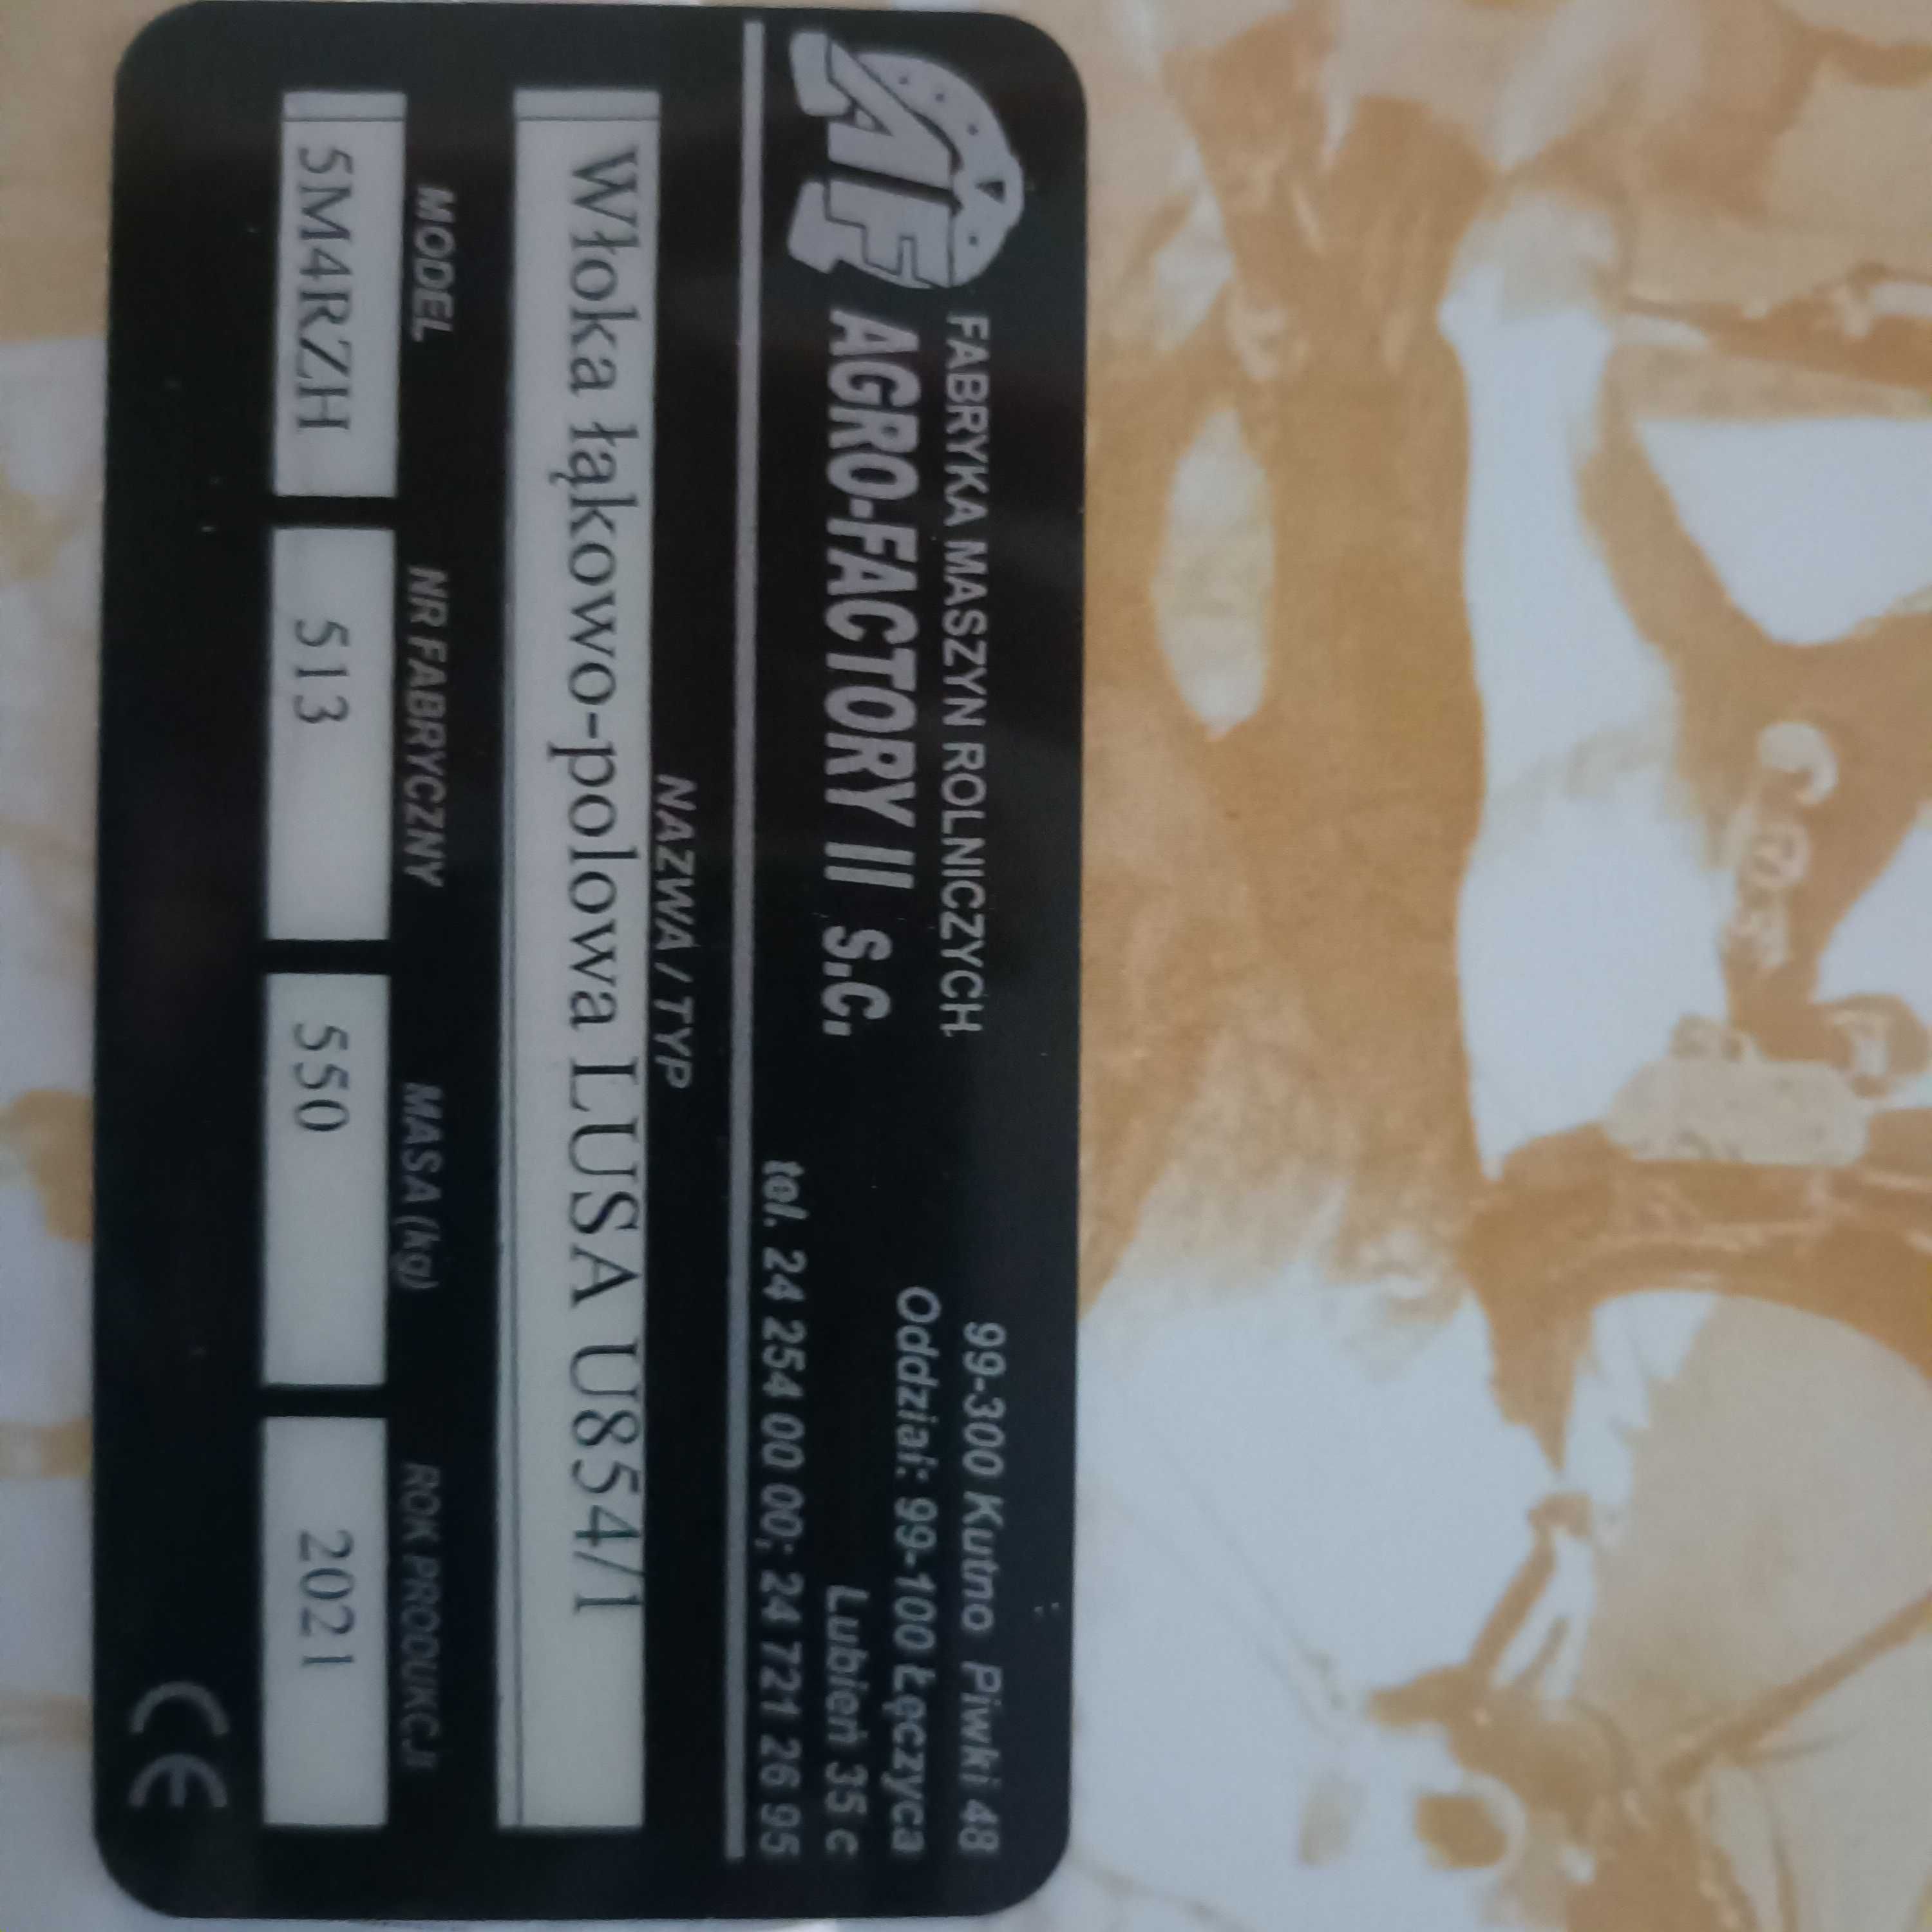 AF
FABRYKA MASZYN ROLNICZYCH
AGRO-FACTORY II S.C.
99-300 Kutno Piwki 48
Oddział: 99-100 Łęczyca
Lubień 35 c
tel. 24 254 00 00; 24 721 26 95
NAZWA / TYP
Włoka łąkowo-polowa LUSA U854/1
MODEL NR FABRYCZNY MASA (kg) ROK PRODUKCJI
5M4RZH 513 550 2021
CE